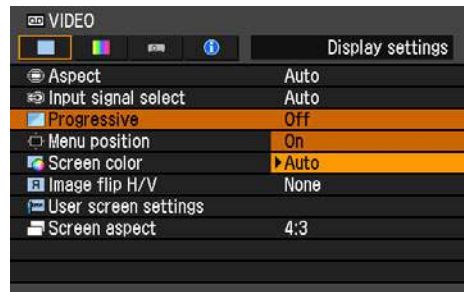 VIDEO
Display settings
Aspect Auto
Input signal select Auto
Progressive Off
Menu position On
Screen color Auto
Image flip H/V None
User screen settings
Screen aspect 4:3